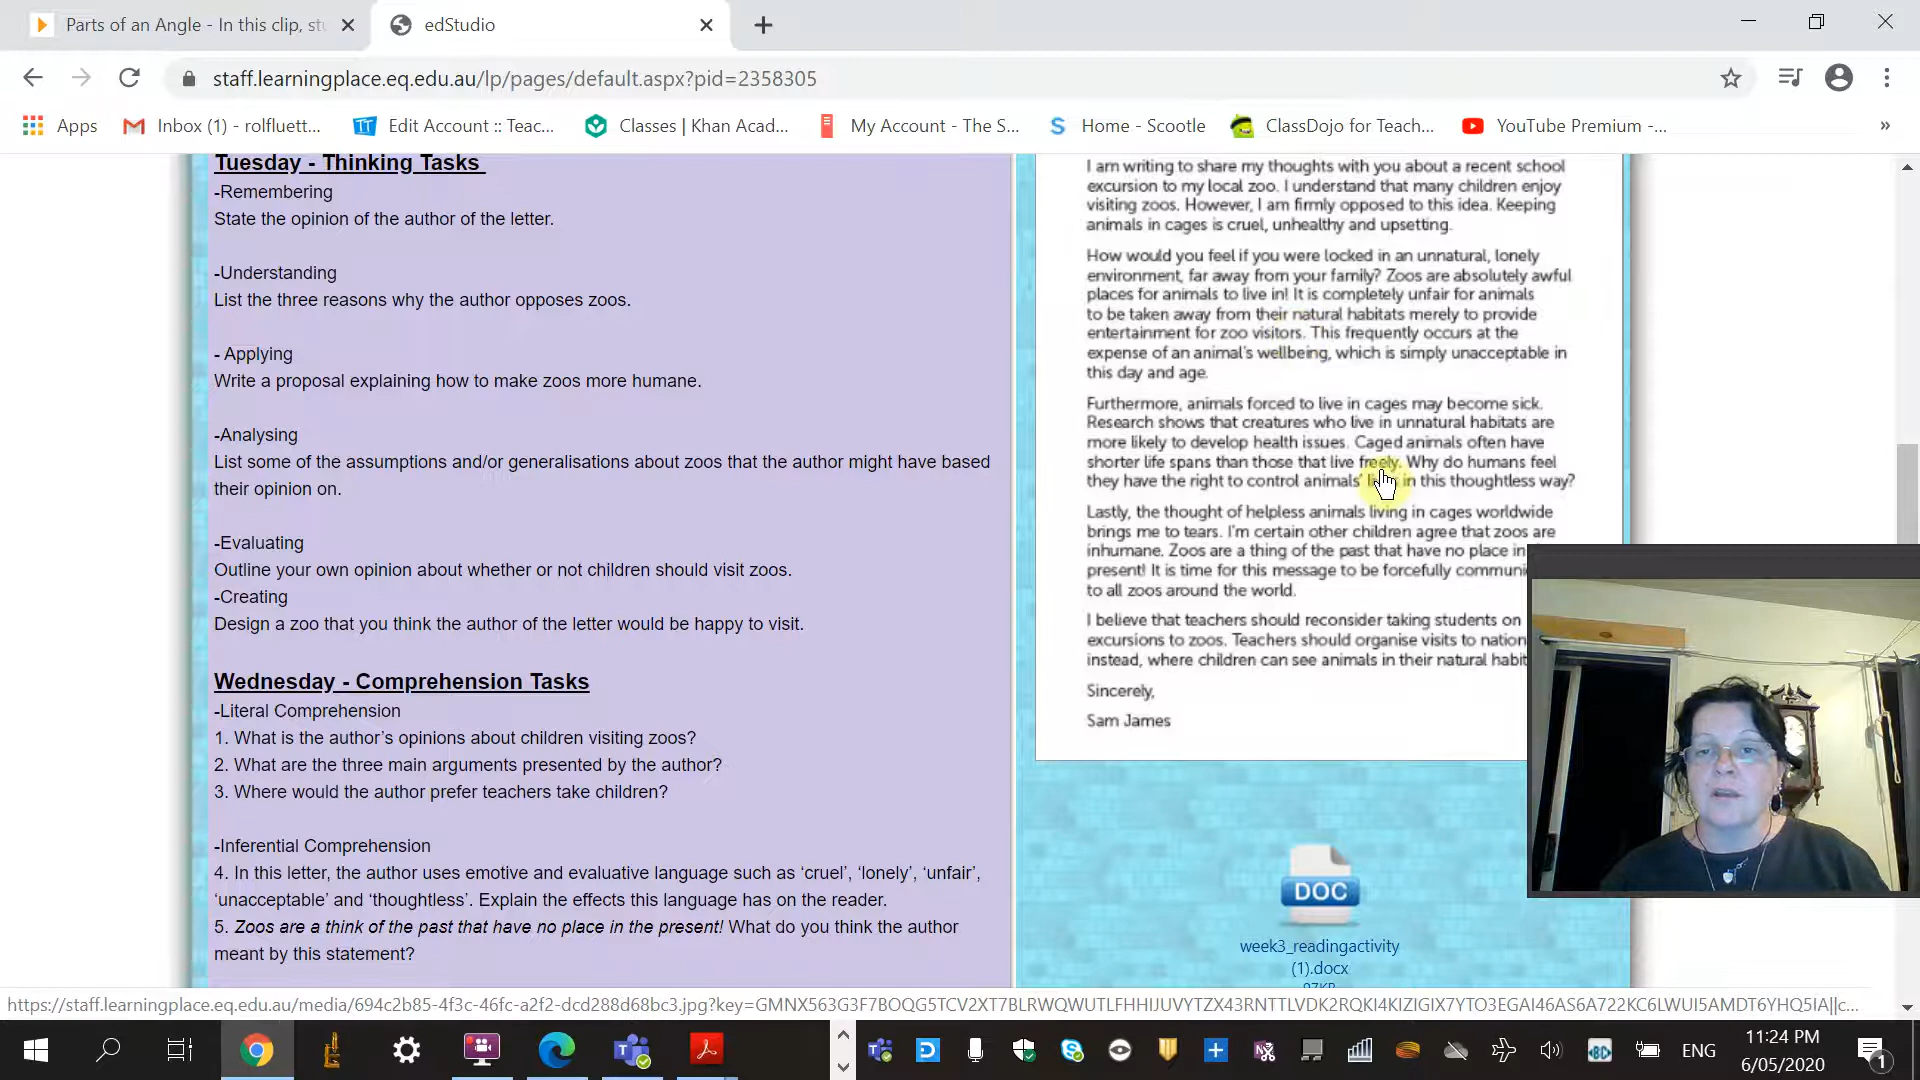 Parts of an Angle - In this clip, stu
edStudio
staff.learningplace.eq.edu.au/lp/pages/default.aspx?pid=2358305
Apps
Inbox (1) - rolfluett...
Edit Account :: Teac...
Classes | Khan Acad...
My Account - The S...
Home - Scootle
ClassDojo for Teach...
YouTube Premium -...
»
Tuesday - Thinking Tasks
-Remembering
State the opinion of the author of the letter.
-Understanding
List the three reasons why the author opposes zoos.
- Applying
Write a proposal explaining how to make zoos more humane.
-Analysing
List some of the assumptions and/or generalisations about zoos that the author might have based
their opinion on.
-Evaluating
Outline your own opinion about whether or not children should visit zoos.
-Creating
Design a zoo that you think the author of the letter would be happy to visit.
Wednesday - Comprehension Tasks
-Literal Comprehension
1. What is the author's opinions about children visiting zoos?
2. What are the three main arguments presented by the author?
3. Where would the author prefer teachers take children?
-Inferential Comprehension
4. In this letter, the author uses emotive and evaluative language such as ‘cruel’, ‘lonely’, ‘unfair’,
‘unacceptable’ and ‘thoughtless’. Explain the effects this language has on the reader.
5. Zoos are a think of the past that have no place in the present! What do you think the author
meant by this statement?
I am writing to share my thoughts with you about a recent school
excursion to my local zoo. I understand that many children enjoy
visiting zoos. However, I am firmly opposed to this idea. Keeping
animals in cages is cruel, unhealthy and upsetting.
How would you feel if you were locked in an unnatural, lonely
environment, far away from your family? Zoos are absolutely awful
places for animals to live in! It is completely unfair for animals
to be taken away from their natural habitats merely to provide
entertainment for zoo visitors. This frequently occurs at the
expense of an animal's wellbeing, which is simply unacceptable in
this day and age.
Furthermore, animals forced to live in cages may become sick.
Research shows that creatures who live in unnatural habitats are
more likely to develop health issues. Caged animals often have
shorter life spans than those that live freely. Why do humans feel
they have the right to control animals' in this thoughtless way?
Lastly, the thought of helpless animals living in cages worldwide
brings me to tears. I'm certain other children agree that zoos are
inhumane. Zoos are a thing of the past that have no place in
present! It is time for this message to be forcefully communi
to all zoos around the world.
I believe that teachers should reconsider taking students on
excursions to zoos. Teachers should organise visits to nation
instead, where children can see animals in their natural habit
Sincerely,
Sam James
DOC
week3_readingactivity
(1).docx
97KB
https://staff.learningplace.eq.edu.au/media/694c2b85-4f3c-46fc-a2f2-dcd288d68bc3.jpg?key=GMNX563G3F7BOQG5TCV2XT7BLRWQWUTLFHHIJUVYTZX43RNTTLVDK2RQKI4KIZIGIX7YTO3EGAI46AS6A722KC6LWUI5AMDT6YHQ5IA||c...
ENG
11:24 PM
6/05/2020
1